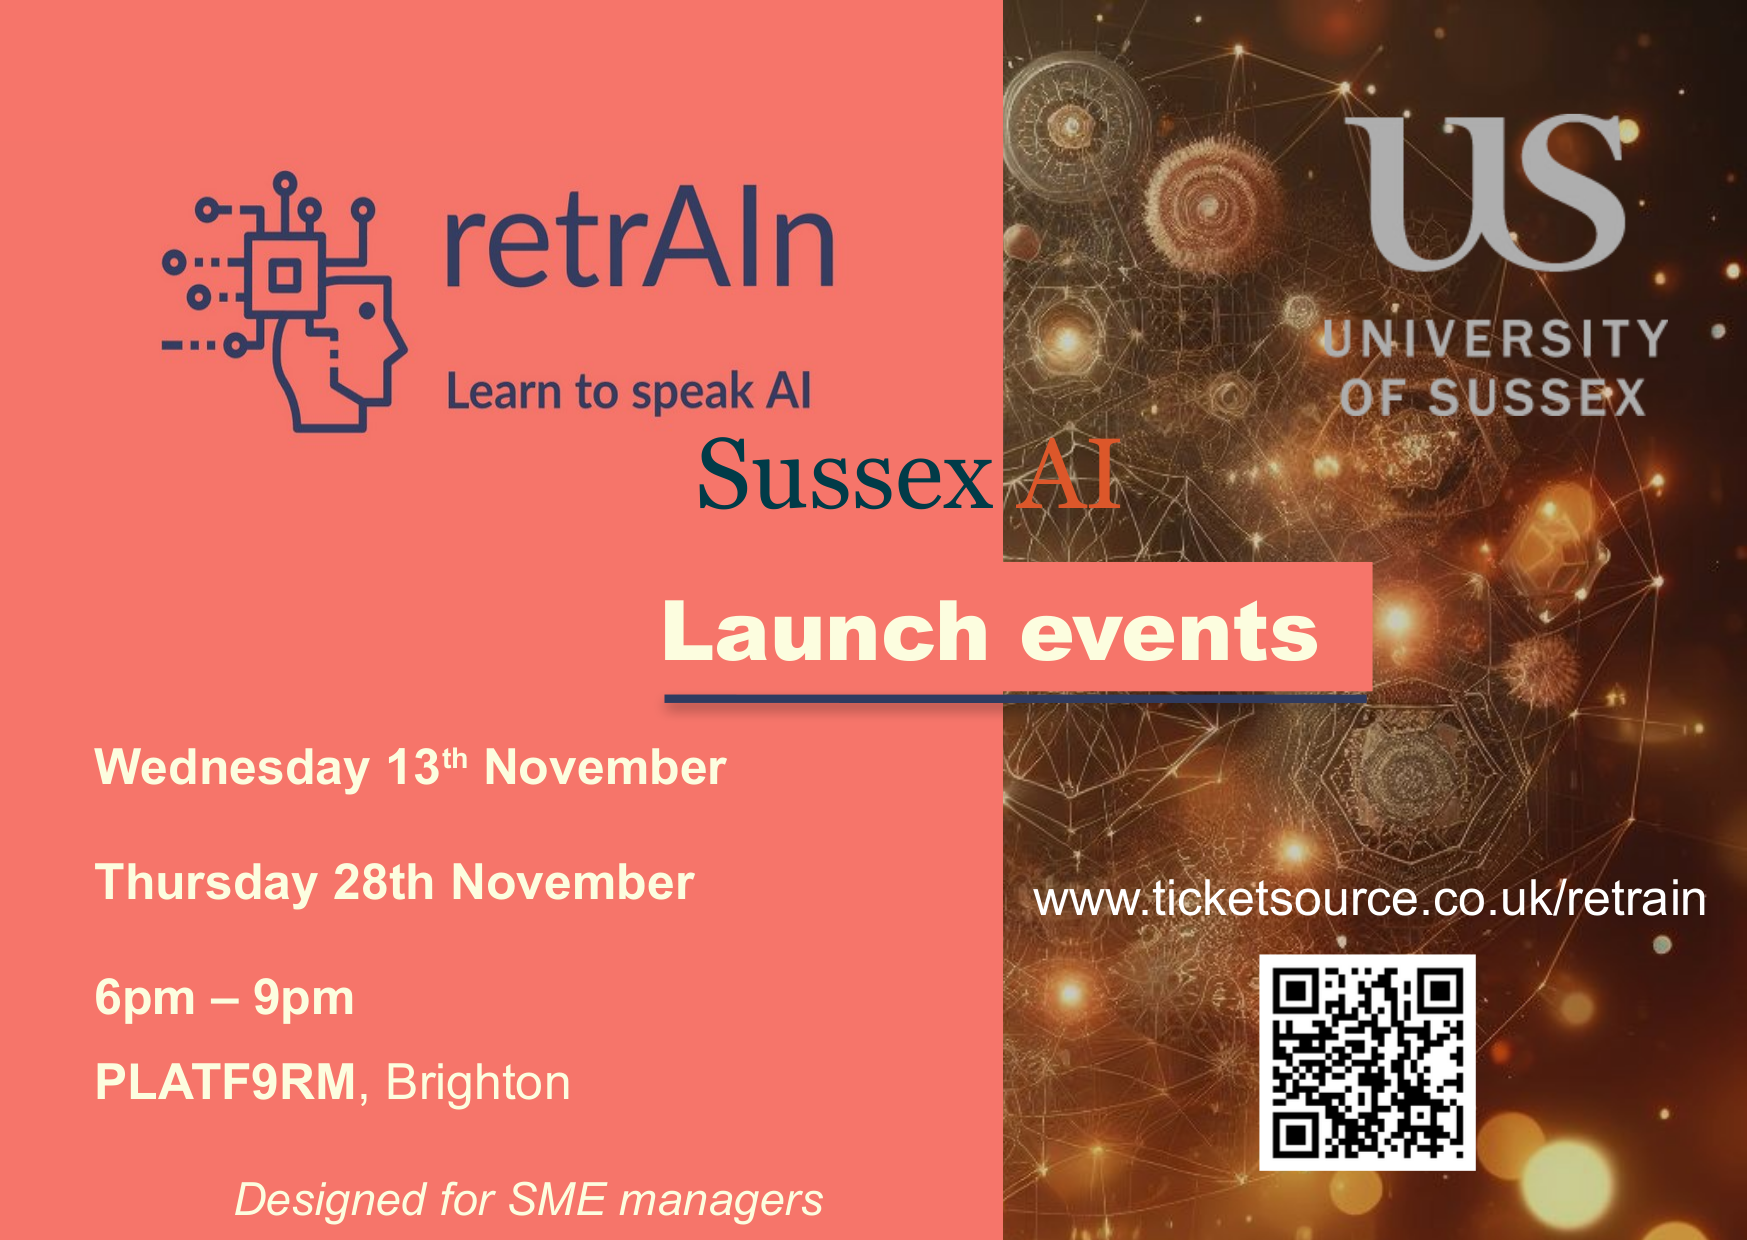 retrAIn
Learn to speak AI
us
UNIVERSITY
OF SUSSEX
Sussex AI
Launch events
Wednesday 13th November
Thursday 28th November
6pm – 9pm
PLATF9RM, Brighton
Designed for SME managers
www.ticketsource.co.uk/retrain